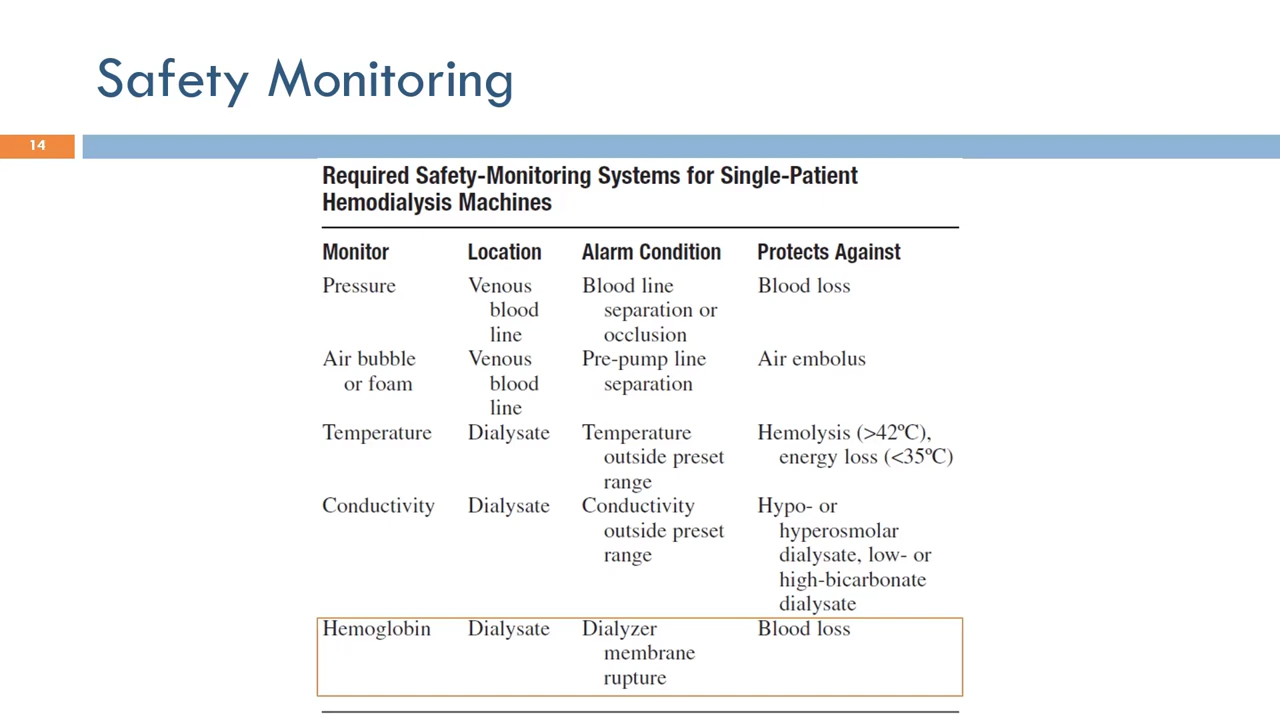 Safety Monitoring
14
Required Safety-Monitoring Systems for Single-Patient
Hemodialysis Machines
Monitor Location Alarm Condition Protects Against
Pressure Venous Blood line Blood loss
blood separation or
line occlusion
Air bubble Venous Pre-pump line Air embolus
or foam blood separation
line
Temperature Dialysate Temperature Hemolysis (>42ºC),
outside preset energy loss (<35ºC)
range
Conductivity Dialysate Conductivity Hypo- or
outside preset hyperosmolar
range dialysate, low- or
high-bicarbonate
dialysate
Hemoglobin Dialysate Dialyzer Blood loss
membrane
rupture